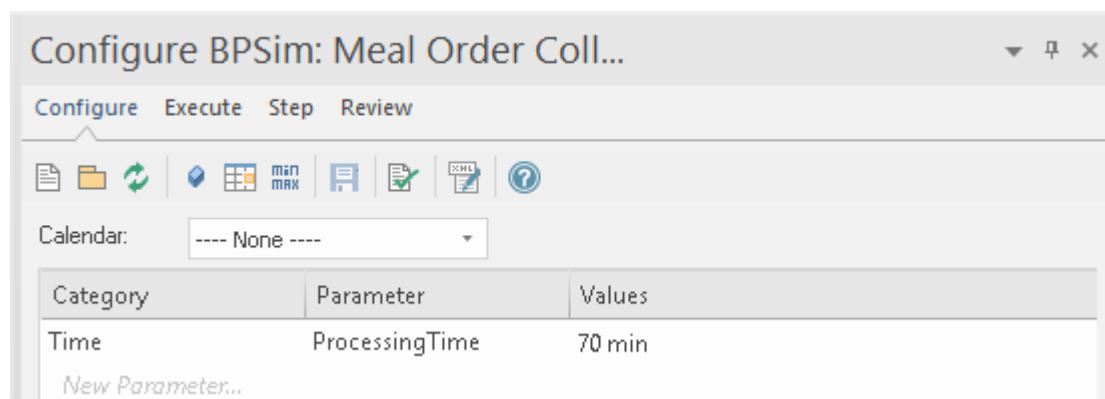 Configure BPSim: Meal Order Coll...
Configure Execute Step Review
min
max
XML
Calendar: ---- None ----
Category Parameter Values
Time ProcessingTime 70 min
New Parameter...